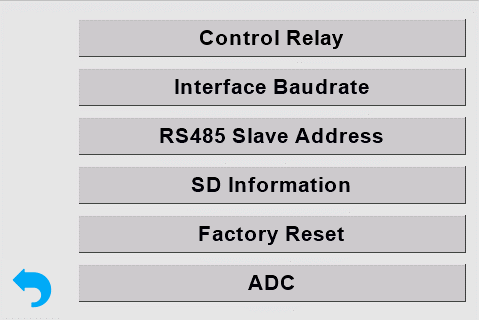 Control Relay
Interface Baudrate
RS485 Slave Address
SD Information
Factory Reset
ADC